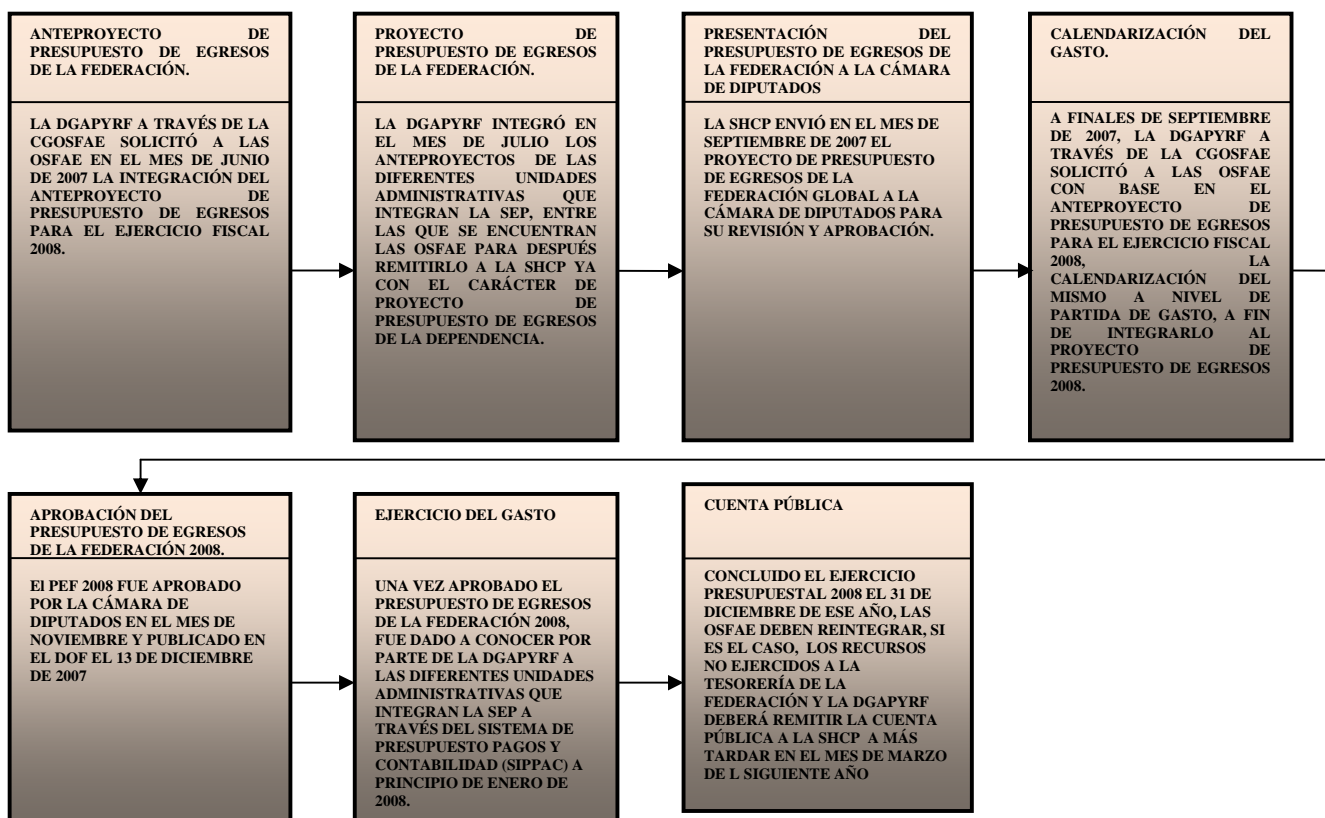 ANTEPROYECTO DE
PRESUPUESTO DE EGRESOS
DE LA FEDERACIÓN.
LA DGAPYRF A TRAVÉS DE LA
CGOSFAE SOLICITÓ A LAS
OSFAE EN EL MES DE JUNIO
DE 2007 LA INTEGRACIÓN DEL
ANTEPROYECTO DE
PRESUPUESTO DE EGRESOS
PARA EL EJERCICIO FISCAL
2008.
PROYECTO DE
PRESUPUESTO DE EGRESOS
DE LA FEDERACIÓN.
LA DGAPYRF INTEGRÓ EN
EL MES DE JULIO LOS
ANTEPROYECTOS DE LAS
DIFERENTES UNIDADES
ADMINISTRATIVAS QUE
INTEGRAN LA SEP, ENTRE
LAS QUE SE ENCUENTRAN
LAS OSFAE PARA DESPUÉS
REMITIRLO A LA SHCP YA
CON EL CARÁCTER DE
PROYECTO DE
PRESUPUESTO DE EGRESOS
DE LA DEPENDENCIA.
PRESENTACIÓN DEL
PRESUPUESTO DE EGRESOS DE
LA FEDERACIÓN A LA CÁMARA
DE DIPUTADOS
LA SHCP ENVIÓ EN EL MES DE
SEPTIEMBRE DE 2007 EL
PROYECTO DE PRESUPUESTO
DE EGRESOS DE LA
FEDERACIÓN GLOBAL A LA
CÁMARA DE DIPUTADOS PARA
SU REVISIÓN Y APROBACIÓN.
CALENDARIZACIÓN DEL
GASTO.
A FINALES DE SEPTIEMBRE
DE 2007, LA DGAPYRF A
TRAVÉS DE LA CGOSFAE
SOLICITÓ A LAS OSFAE
CON BASE EN EL
ANTEPROYECTO DE
PRESUPUESTO DE EGRESOS
PARA EL EJERCICIO FISCAL
2008, LA
CALENDARIZACIÓN DEL
MISMO A NIVEL DE
PARTIDA DE GASTO, A FIN
DE INTEGRARLO AL
PROYECTO DE
PRESUPUESTO DE EGRESOS
2008.
APROBACIÓN DEL
PRESUPUESTO DE EGRESOS
DE LA FEDERACIÓN 2008.
El PEF 2008 FUE APROBADO
POR LA CÁMARA DE
DIPUTADOS EN EL MES DE
NOVIEMBRE Y PUBLICADO EN
EL DOF EL 13 DE DICIEMBRE
DE 2007
EJERCICIO DEL GASTO
UNA VEZ APROBADO EL
PRESUPUESTO DE EGRESOS
DE LA FEDERACIÓN 2008,
FUE DADO A CONOCER POR
PARTE DE LA DGAPYRF A
LAS DIFERENTES UNIDADES
ADMINISTRATIVAS QUE
INTEGRAN LA SEP A
TRAVÉS DEL SISTEMA DE
PRESUPUESTO PAGOS Y
CONTABILIDAD (SIPPAC) A
PRINCIPIO DE ENERO DE
2008.
CUENTA PÚBLICA
CONCLUIDO EL EJERCICIO
PRESUPUESTAL 2008 EL 31 DE
DICIEMBRE DE ESE AÑO, LAS
OSFAE DEBEN REINTEGRAR, SI
ES EL CASO, LOS RECURSOS
NO EJERCIDOS A LA
TESORERÍA DE LA
FEDERACIÓN Y LA DGAPYRF
DEBERÁ REMITIR LA CUENTA
PÚBLICA A LA SHCP A MÁS
TARDAR EN EL MES DE MARZO
DE L SIGUIENTE AÑO